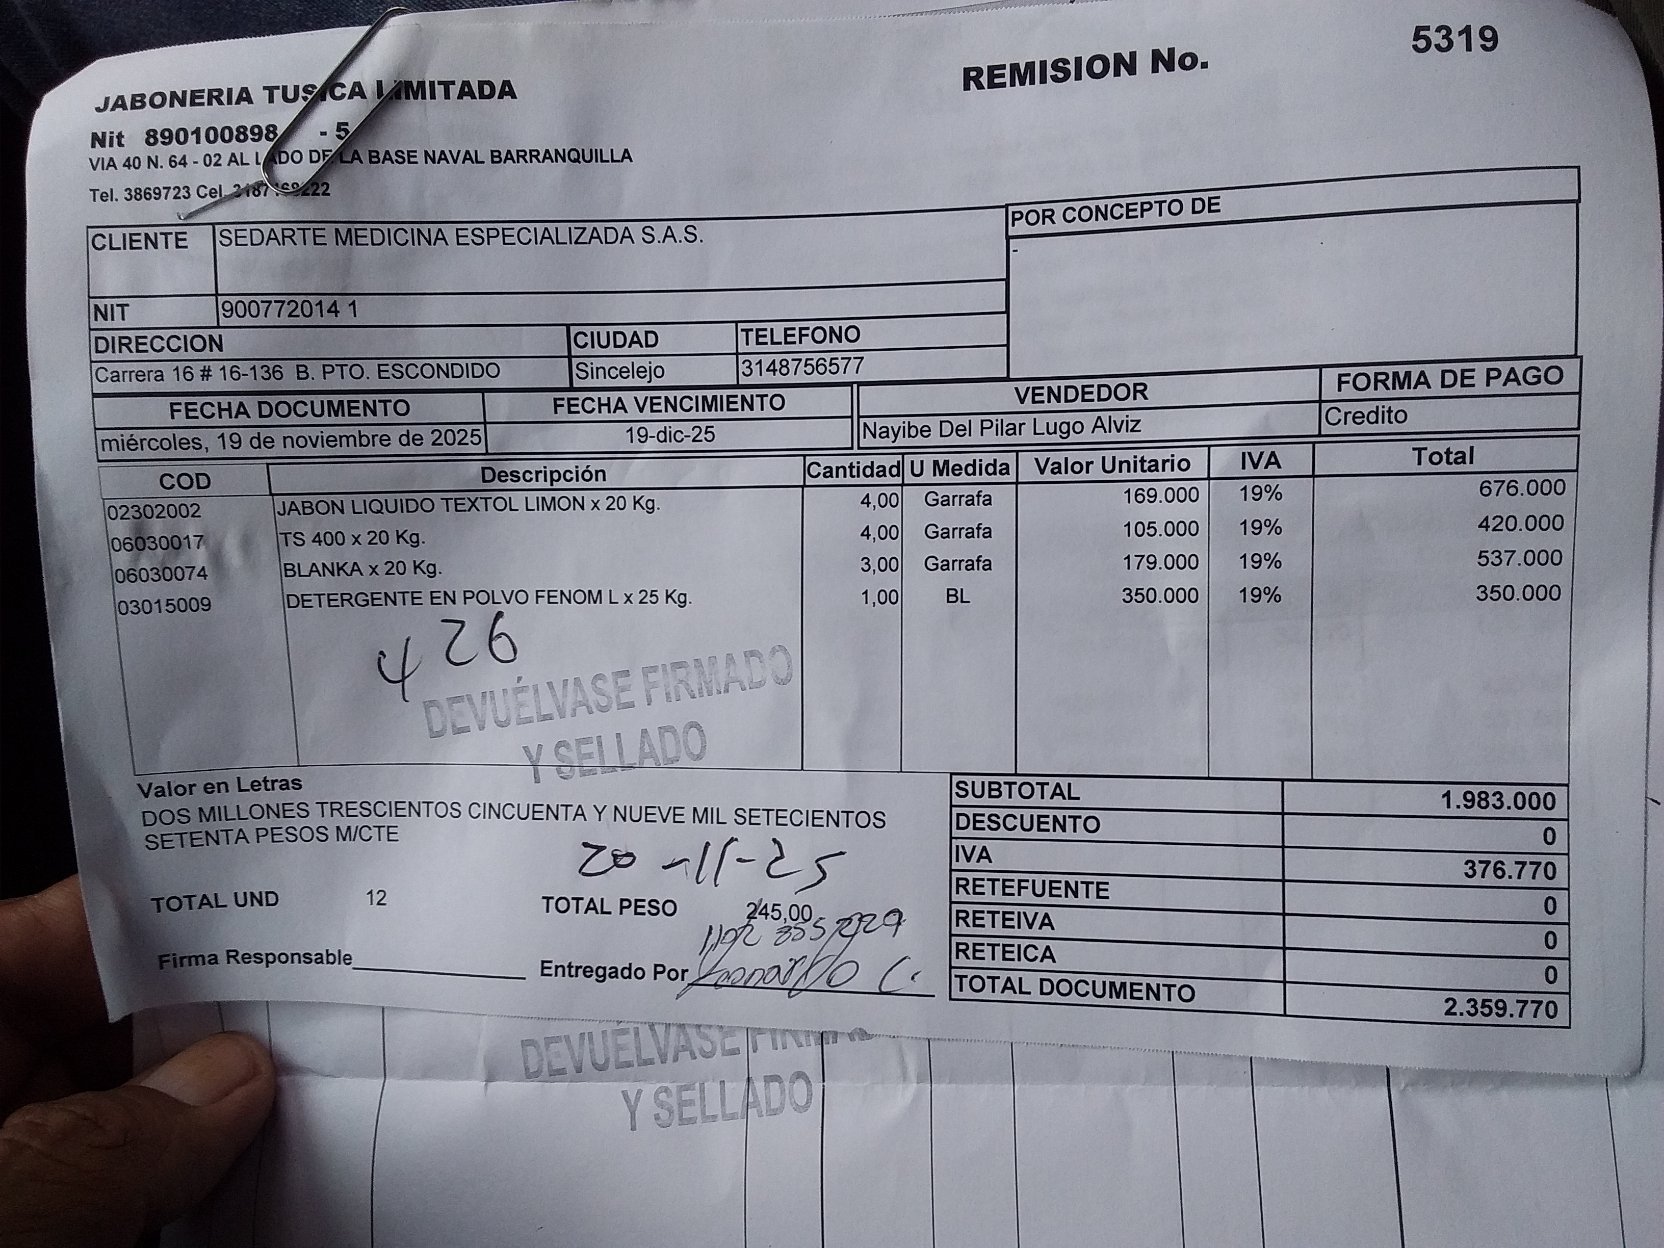 5319
REMISION No.
JABONERIA TUSICA LIMITADA
Nit 890100898 - 5
VIA 40 N. 64 - 02 AL LADO DE LA BASE NAVAL BARRANQUILLA
Tel. 3869723 Cel.
POR CONCEPTO DE
-
CLIENTE SEDARTE MEDICINA ESPECIALIZADA S.A.S.
NIT 900772014 1
DIRECCION CIUDAD TELEFONO
Carrera 16 # 16-136 B. PTO. ESCONDIDO Sincelejo 3148756577
FECHA DOCUMENTO FECHA VENCIMIENTO VENDEDOR FORMA DE PAGO
miércoles, 19 de noviembre de 2025 19-dic-25 Nayibe Del Pilar Lugo Alviz Credito
COD Descripción Cantidad U Medida Valor Unitario IVA Total
02302002 JABON LIQUIDO TEXTOL LIMON x 20 Kg. 4,00 Garrafa 169.000 19% 676.000
06030017 TS 400 x 20 Kg. 4,00 Garrafa 105.000 19% 420.000
06030074 BLANKA x 20 Kg. 3,00 Garrafa 179.000 19% 537.000
03015009 DETERGENTE EN POLVO FENOM L x 25 Kg. 1,00 BL 350.000 19% 350.000
426
DEVUÉLVASE FIRMADO
Y SELLADO
Valor en Letras
DOS MILLONES TRESCIENTOS CINCUENTA Y NUEVE MIL SETECIENTOS
SETENTA PESOS M/CTE
20-11-25
TOTAL UND 12 TOTAL PESO 245,00
Firma Responsable Entregado Por Leonardo C.
SUBTOTAL 1.983.000
DESCUENTO 0
IVA 376.770
RETEFUENTE 0
RETEIVA 0
RETEICA 0
TOTAL DOCUMENTO 2.359.770
DEVUÉLVASE FIRMADO
Y SELLADO